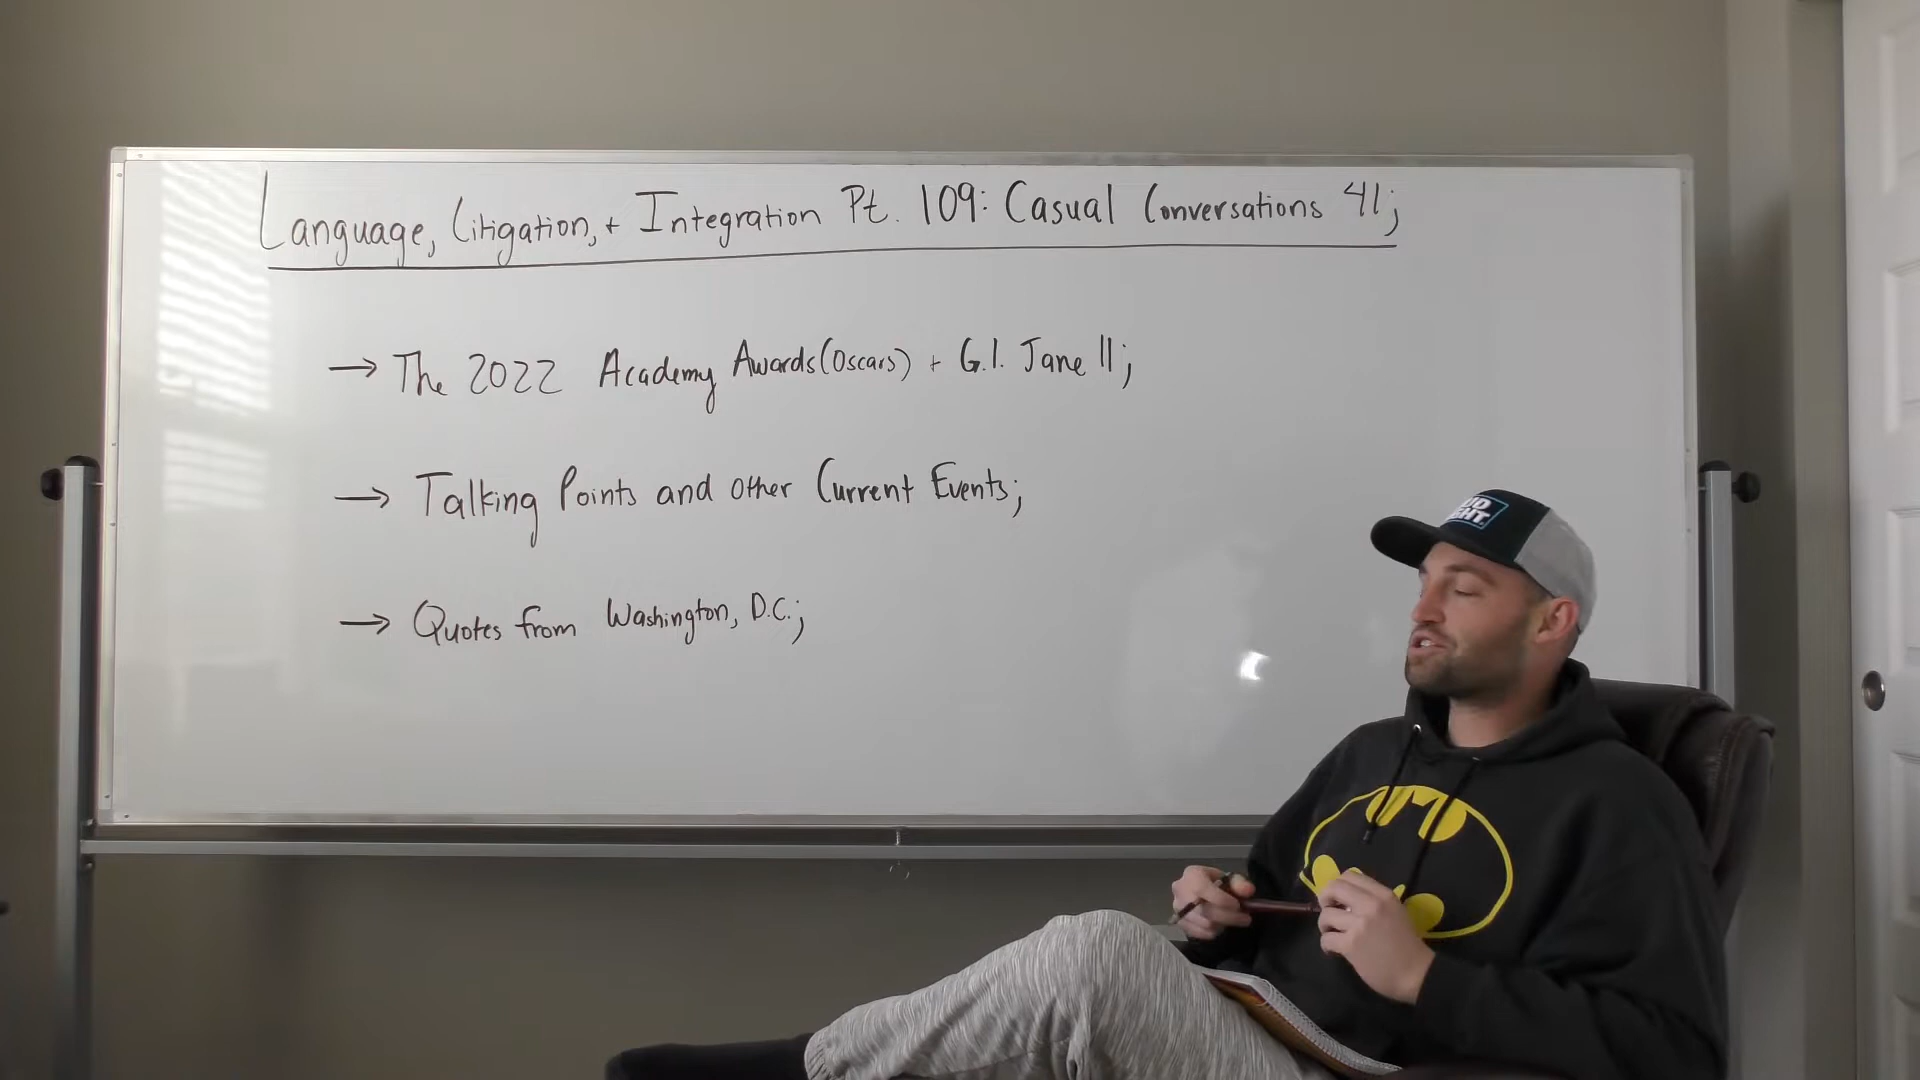 Language, Litigation, + Integration Pt. 109: Casual Conversations 41;
→ The 2022 Academy Awards (Oscars) + G.I. Jane II;
→ Talking Points and other Current Events;
→ Quotes from Washington, D.C.;